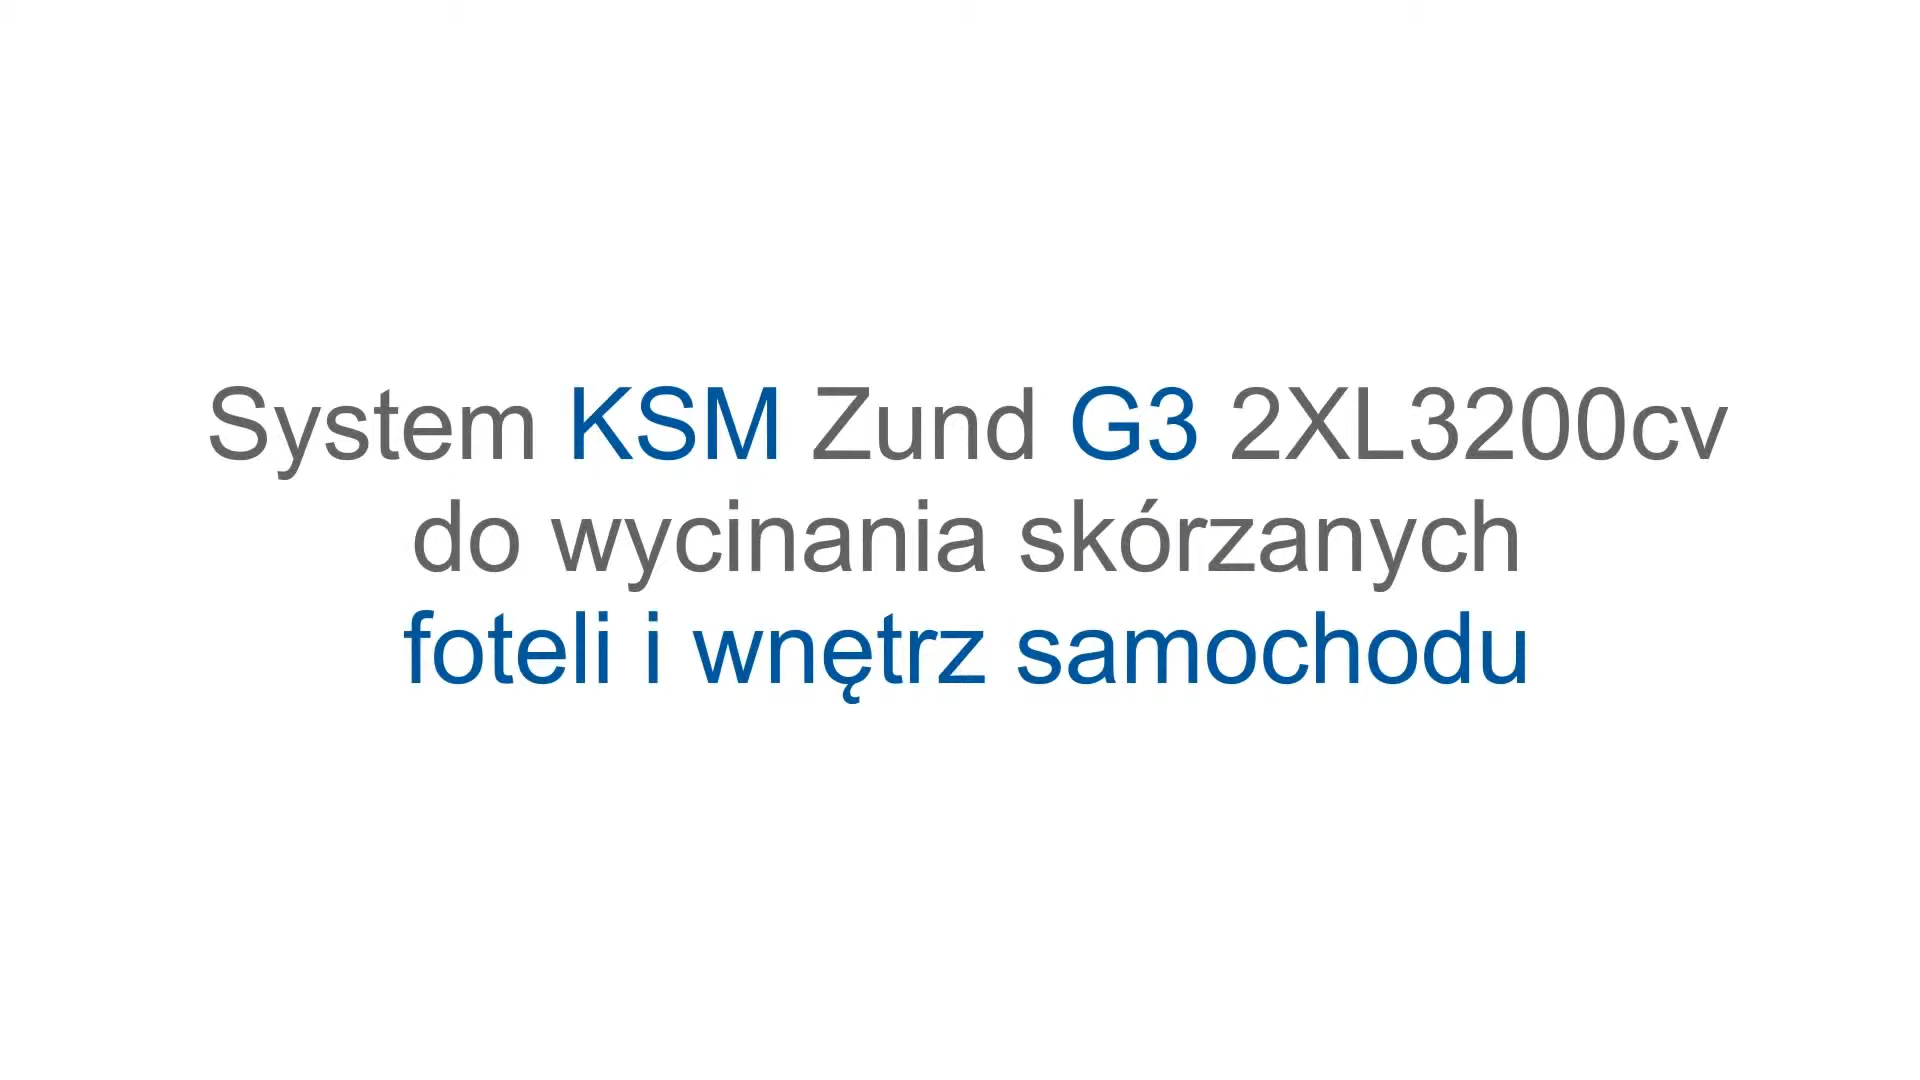 System KSM Zund G3 2XL3200cv
do wycinania skórzanych
foteli i wnętrz samochodu